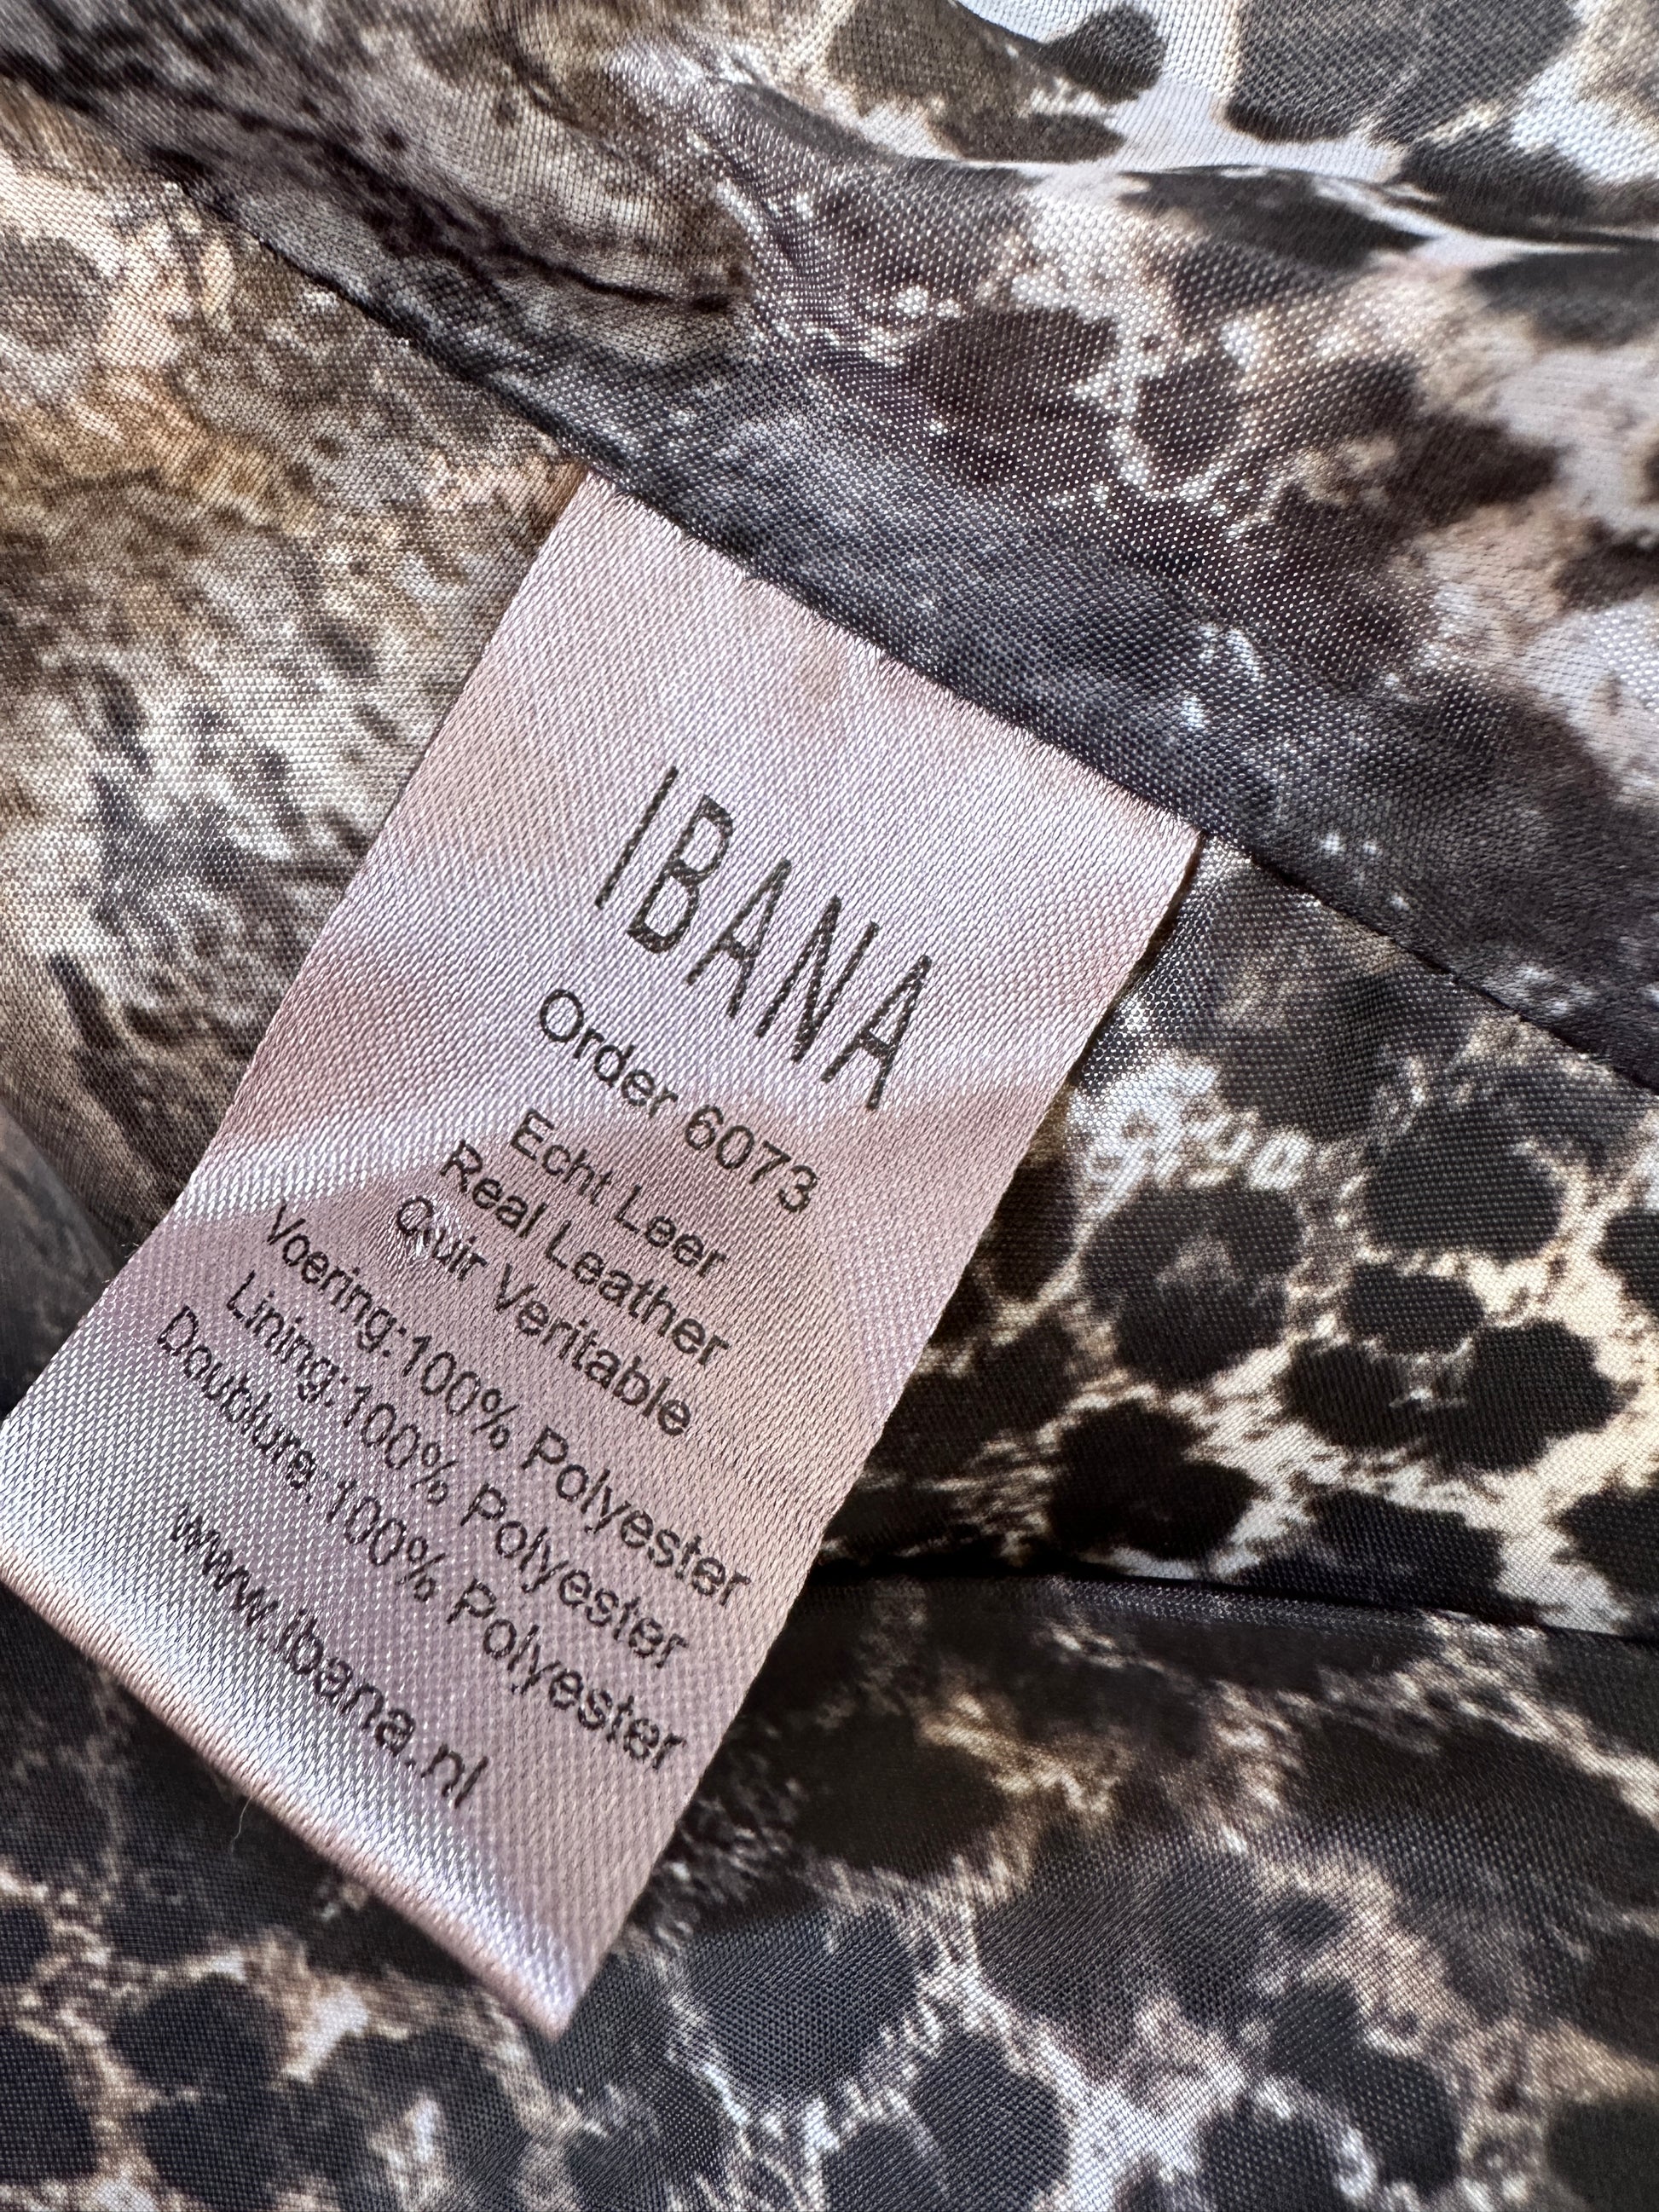 IBANA
Order 6073
Echt Leer
Real Leather
Cuir Veritable
Voering:100% Polyester
Lining:100% Polyester
Doublure:100% Polyester
www.ibana.nl